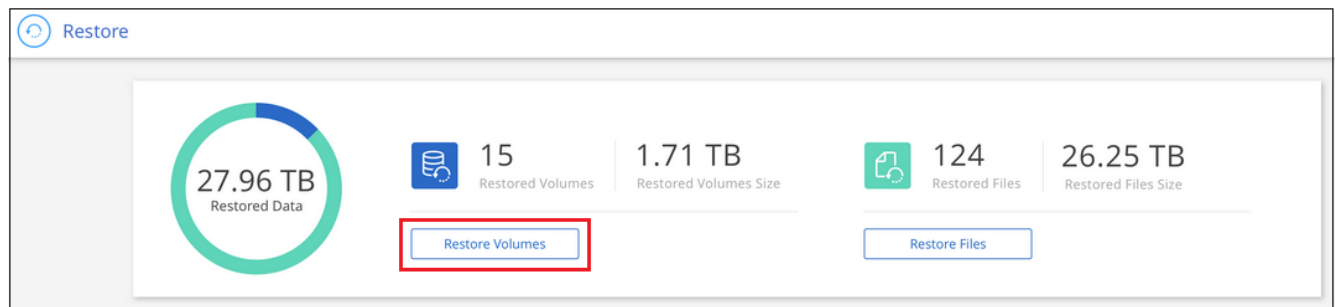 Restore
27.96 TB
Restored Data
15
Restored Volumes
1.71 TB
Restored Volumes Size
Restore Volumes
124
Restored Files
26.25 TB
Restored Files Size
Restore Files